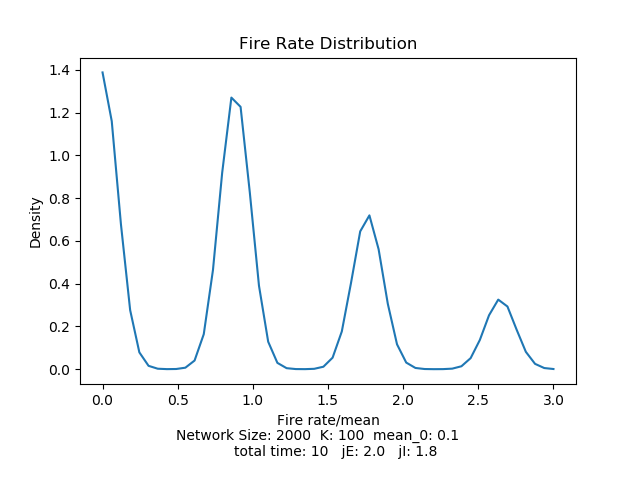 Fire Rate Distribution
1.4
1.2
1.0
0.8
0.6
0.4
0.2
0.0
Density
0.0 0.5 1.0 1.5 2.0 2.5 3.0
Fire rate/mean
Network Size: 2000 K: 100 mean_0: 0.1
total time: 10 jE: 2.0 jI: 1.8